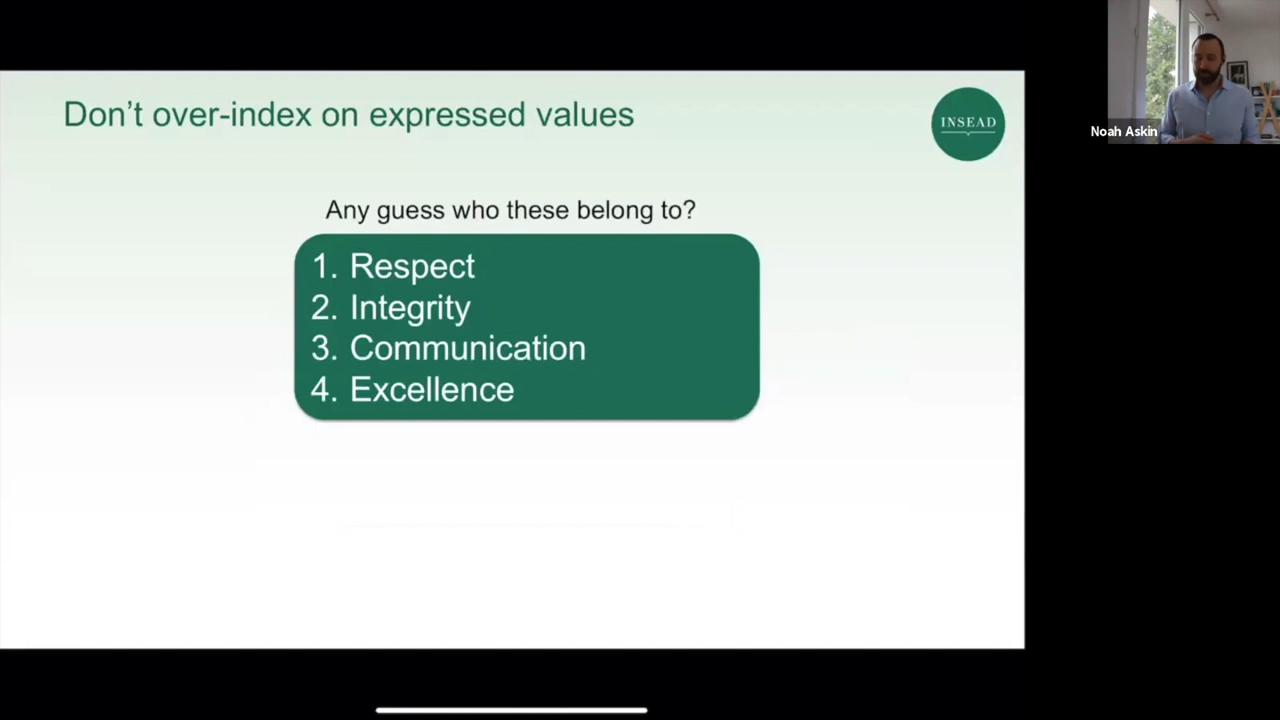 Don't over-index on expressed values
INSEAD
Any guess who these belong to?
1. Respect
2. Integrity
3. Communication
4. Excellence
Noah Askin